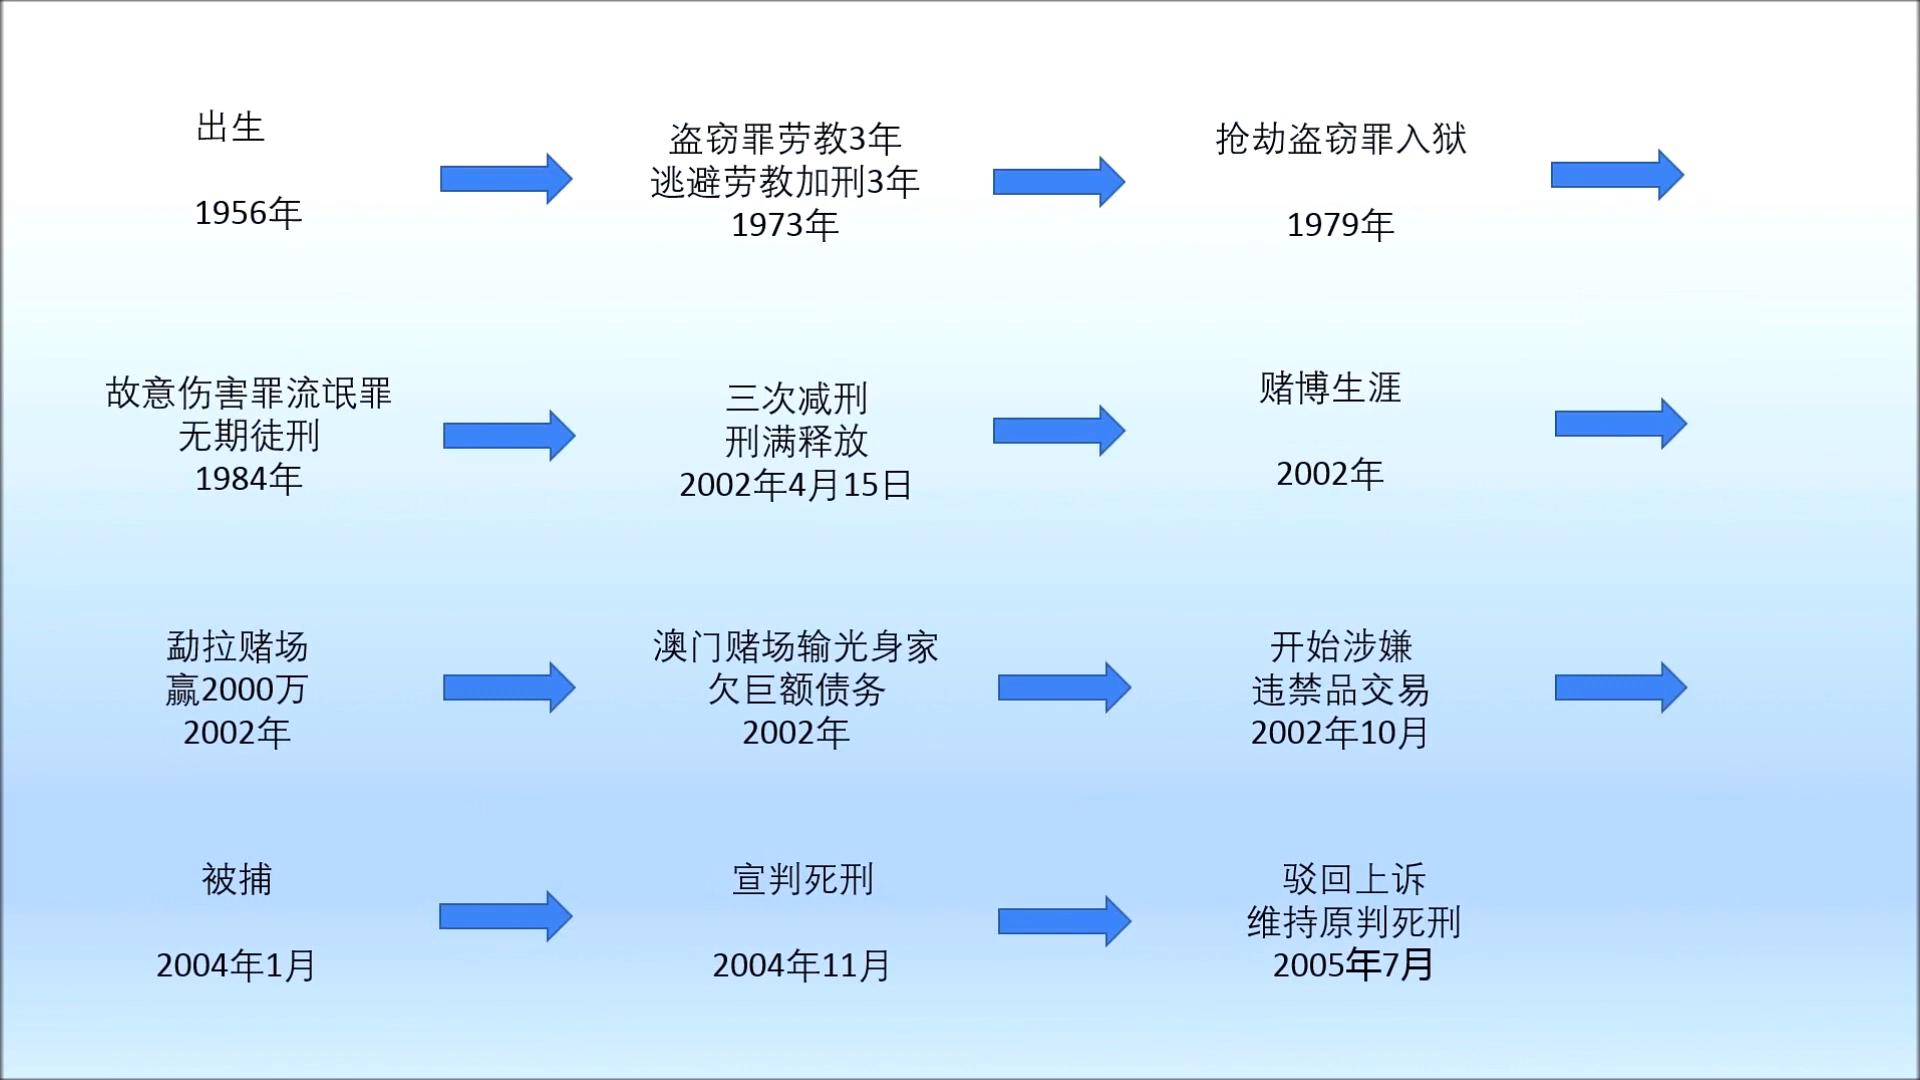 出生
1956年
盗窃罪劳教3年
逃避劳教加刑3年
1973年
抢劫盗窃罪入狱
1979年
故意伤害罪流氓罪
无期徒刑
1984年
三次减刑
刑满释放
2002年4月15日
赌博生涯
2002年
勐拉赌场
赢2000万
2002年
澳门赌场输光身家
欠巨额债务
2002年
开始涉嫌
违禁品交易
2002年10月
被捕
2004年1月
宣判死刑
2004年11月
驳回上诉
维持原判死刑
2005年7月